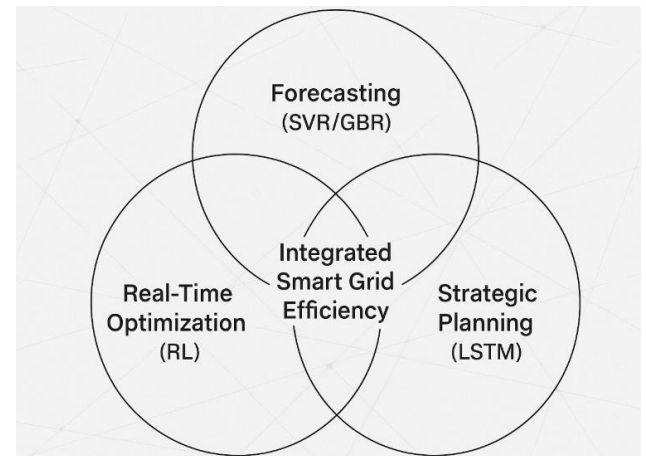 Forecasting
(SVR/GBR)
Integrated
Smart Grid
Efficiency
Real-Time
Optimization
(RL)
Strategic
Planning
(LSTM)